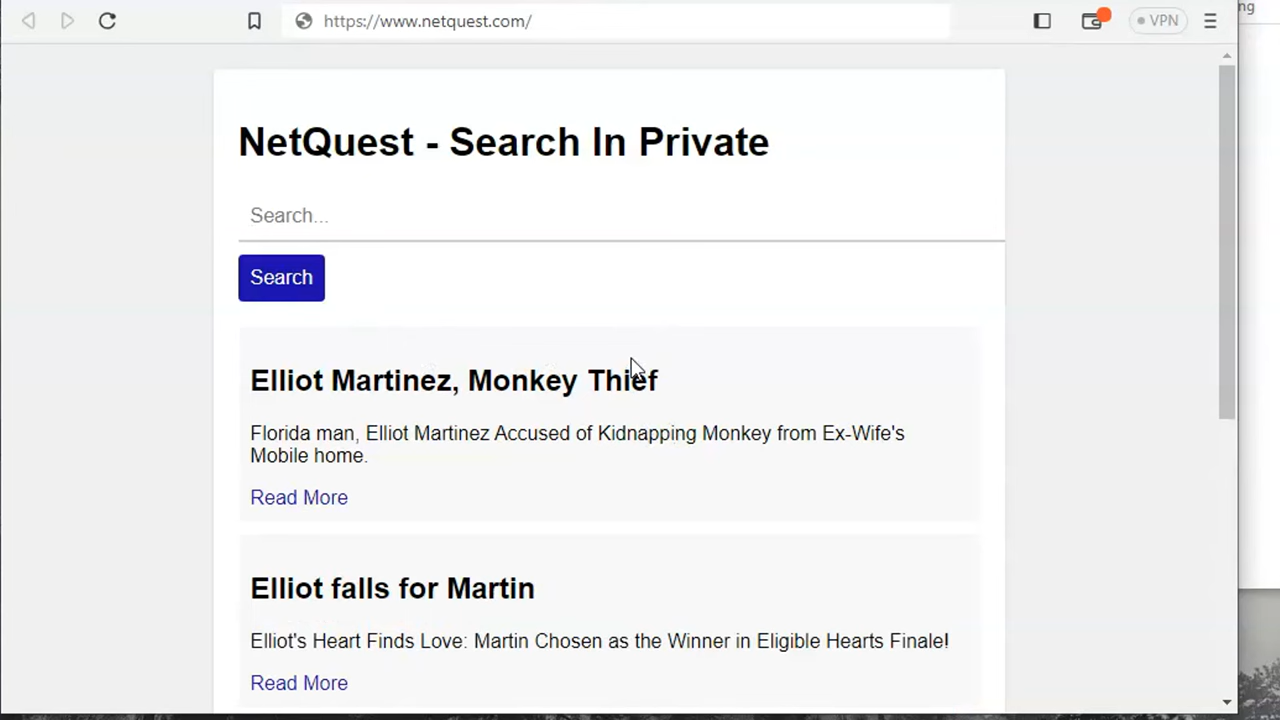 ng
https://www.netquest.com/
VPN
NetQuest - Search In Private
Search...
Search
Elliot Martinez, Monkey Thief
Florida man, Elliot Martinez Accused of Kidnapping Monkey from Ex-Wife's
Mobile home.
Read More
Elliot falls for Martin
Elliot's Heart Finds Love: Martin Chosen as the Winner in Eligible Hearts Finale!
Read More